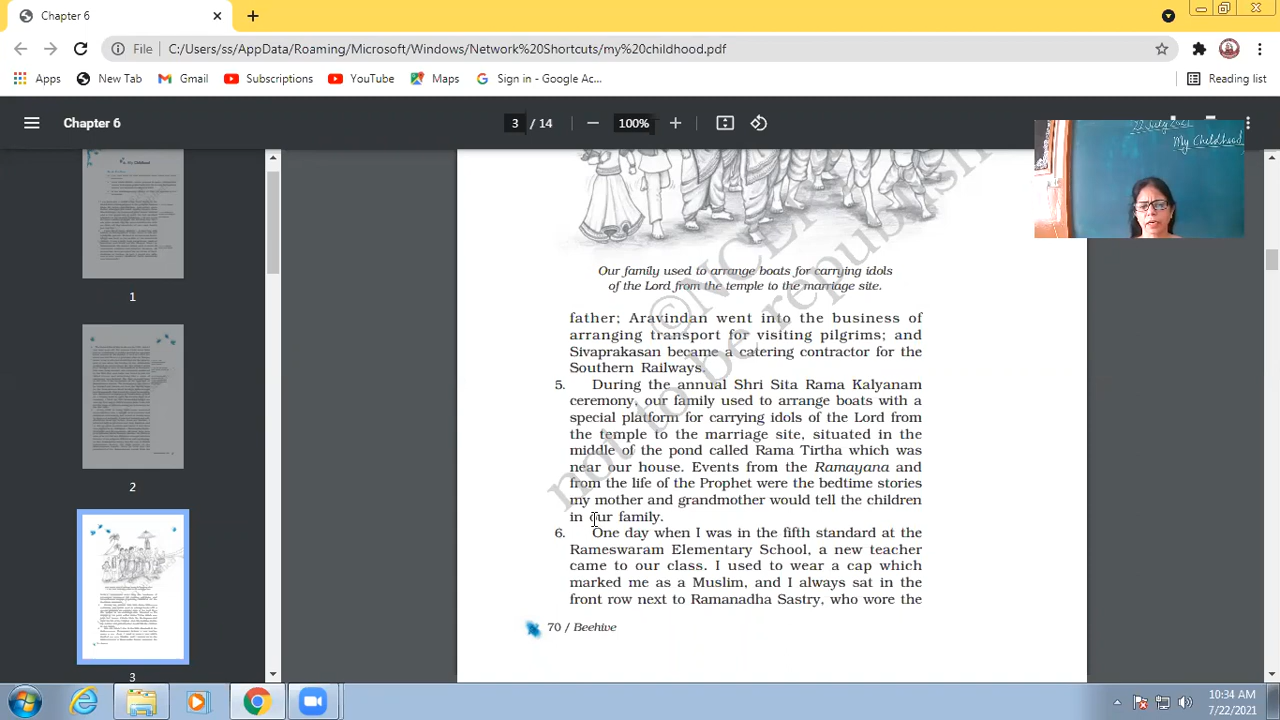 Chapter 6
File
C:/Users/ss/AppData/Roaming/Microsoft/Windows/Network%20Shortcuts/my%20childhood.pdf
Apps New Tab Gmail Subscriptions YouTube Maps Sign in - Google Ac... Reading list
Chapter 6 3 / 14 100%
My Childhood
1
2
3
©NCERT
not to be republished
Our family used to arrange boats for carrying idols
of the Lord from the temple to the marriage site.
father; Aravindan went into the business of
arranging transport for visiting pilgrims; and
Sivaprakasan became a catering contractor for the
Southern Railways.
5. During the annual Shri Sita Rama Kalyanam
ceremony, our family used to arrange boats with a
special platform for carrying idols of the Lord from
the temple to the marriage site, situated in the
middle of the pond called Rama Tirtha which was
near our house. Events from the Ramayana and
from the life of the Prophet were the bedtime stories
my mother and grandmother would tell the children
in our family.
6. One day when I was in the fifth standard at the
Rameswaram Elementary School, a new teacher
came to our class. I used to wear a cap which
marked me as a Muslim, and I always sat in the
front row next to Ramanadha Sastry, who wore the
70 / Beehive
10:34 AM
7/22/2021